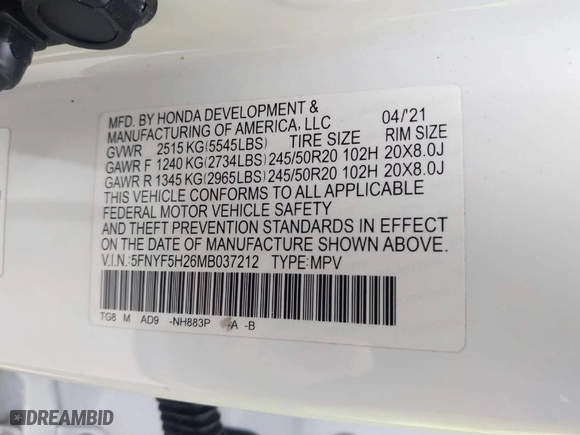 MFD. BY HONDA DEVELOPMENT & 04/'21
MANUFACTURING OF AMERICA, LLC
GVWR 2515 KG(5545LBS) TIRE SIZE RIM SIZE
GAWR F 1240 KG(2734LBS) 245/50R20 102H 20X8.0J
GAWR R 1345 KG(2965LBS) 245/50R20 102H 20X8.0J
THIS VEHICLE CONFORMS TO ALL APPLICABLE
FEDERAL MOTOR VEHICLE SAFETY
AND THEFT PREVENTION STANDARDS IN EFFECT
ON THE DATE OF MANUFACTURE SHOWN ABOVE.
V.I.N.:5FNYF5H26MB037212 TYPE:MPV
TG8 M AD9 -NH883P -A -B
DREAMBID